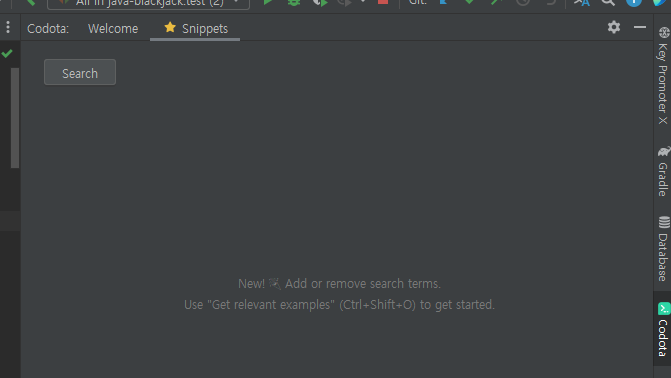 All in java-blackjack.test (2)
Git:
Codota:
Welcome
Snippets
Search
New! Add or remove search terms.
Use "Get relevant examples" (Ctrl+Shift+O) to get started.
Key Promoter X
Gradle
Database
Codota